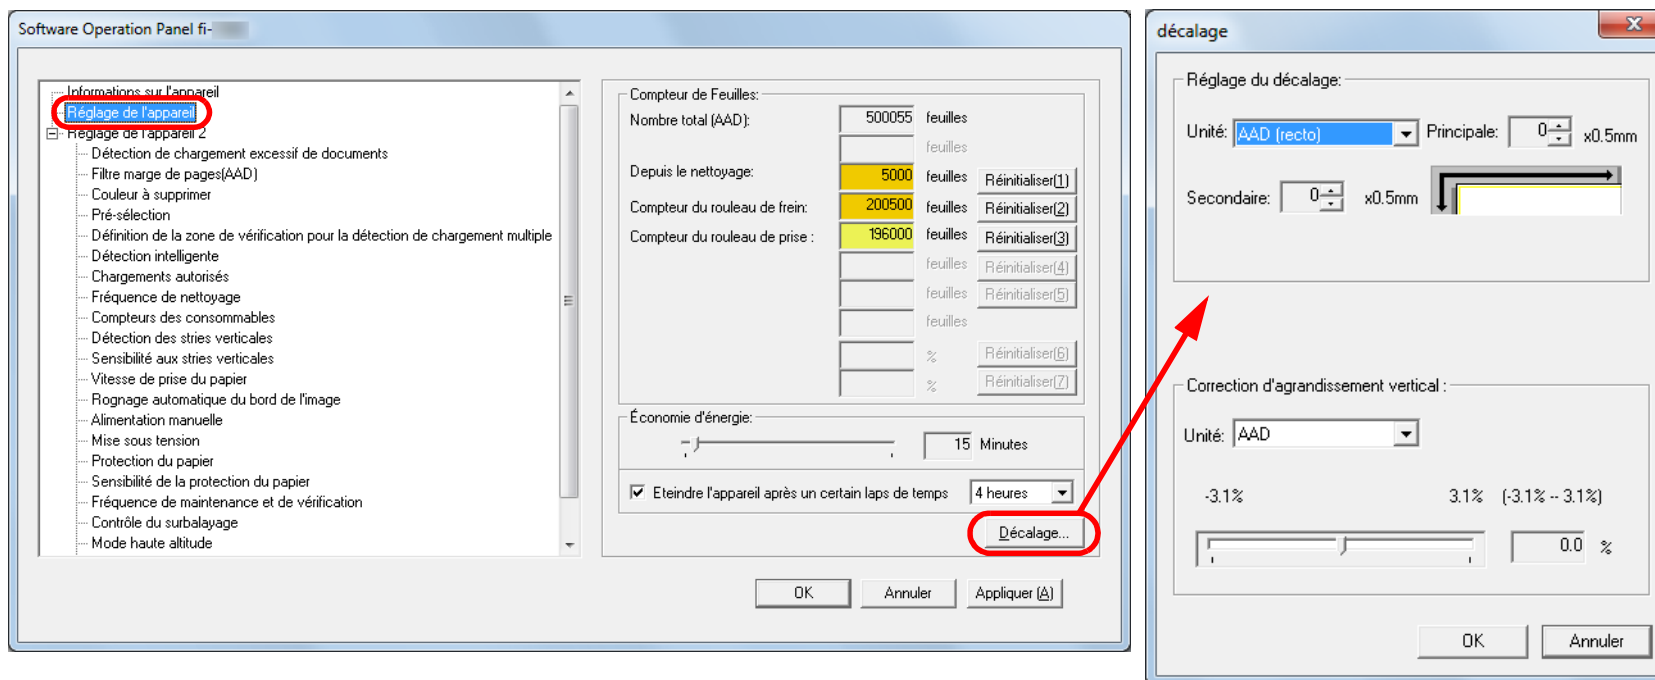 Software Operation Panel fi-
Informations sur l'appareil
Réglage de l'appareil
Réglage de l'appareil 2
Détection de chargement excessif de documents
Filtre marge de pages(AAD)
Couleur à supprimer
Pré-sélection
Définition de la zone de vérification pour la détection de chargement multiple
Détection intelligente
Chargements autorisés
Fréquence de nettoyage
Compteurs des consommables
Détection des stries verticales
Sensibilité aux stries verticales
Vitesse de prise du papier
Rognage automatique du bord de l'image
Alimentation manuelle
Mise sous tension
Protection du papier
Sensibilité de la protection du papier
Fréquence de maintenance et de vérification
Contrôle du surbalayage
Mode haute altitude
Compteur de Feuilles:
Nombre total (AAD): 500055 feuilles
feuilles
Depuis le nettoyage: 5000 feuilles Réinitialiser(1)
Compteur du rouleau de frein: 200500 feuilles Réinitialiser(2)
Compteur du rouleau de prise : 196000 feuilles Réinitialiser(3)
feuilles Réinitialiser(4)
feuilles Réinitialiser(5)
feuilles
% Réinitialiser(6)
% Réinitialiser(7)
Économie d'énergie:
15 Minutes
Eteindre l'appareil après un certain laps de temps 4 heures
Décalage...
OK Annuler Appliquer (A)
décalage
Réglage du décalage:
Unité: AAD (recto) Principale: 0 x0.5mm
Secondaire: 0 x0.5mm
Correction d'agrandissement vertical :
Unité: AAD
-3.1% 3.1% (-3.1% -- 3.1%)
0.0 %
OK Annuler